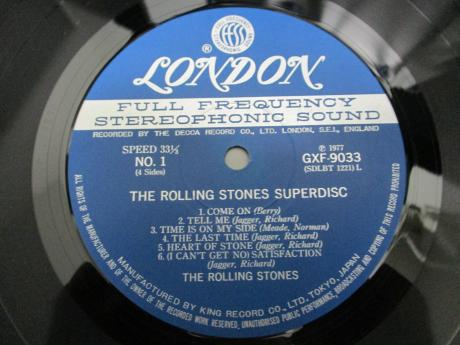 LONDON
®
FULL FREQUENCY
STEREOPHONIC SOUND
RECORDED BY THE DECCA RECORD CO., LTD. LONDON, S.E.I., ENGLAND
SPEED 33⅓
NO. 1
(4 Sides)
℗ 1977
GXF-9033
(SDLBT 1221) L
THE ROLLING STONES SUPERDISC
1. COME ON (Berry)
2. TELL ME (Jagger, Richard)
3. TIME IS ON MY SIDE (Meade, Norman)
4. THE LAST TIME (Jagger, Richard)
5. HEART OF STONE (Jagger, Richard)
6. (I CAN'T GET NO) SATISFACTION
(Jagger, Richard)
THE ROLLING STONES
MANUFACTURED BY KING RECORD CO., LTD., TOKYO, JAPAN
ALL RIGHTS OF THE MANUFACTURER AND OF THE OWNER OF THE RECORDED WORK RESERVED. UNAUTHORISED PUBLIC PERFORMANCE, BROADCASTING AND COPYING OF THIS RECORD PROHIBITED